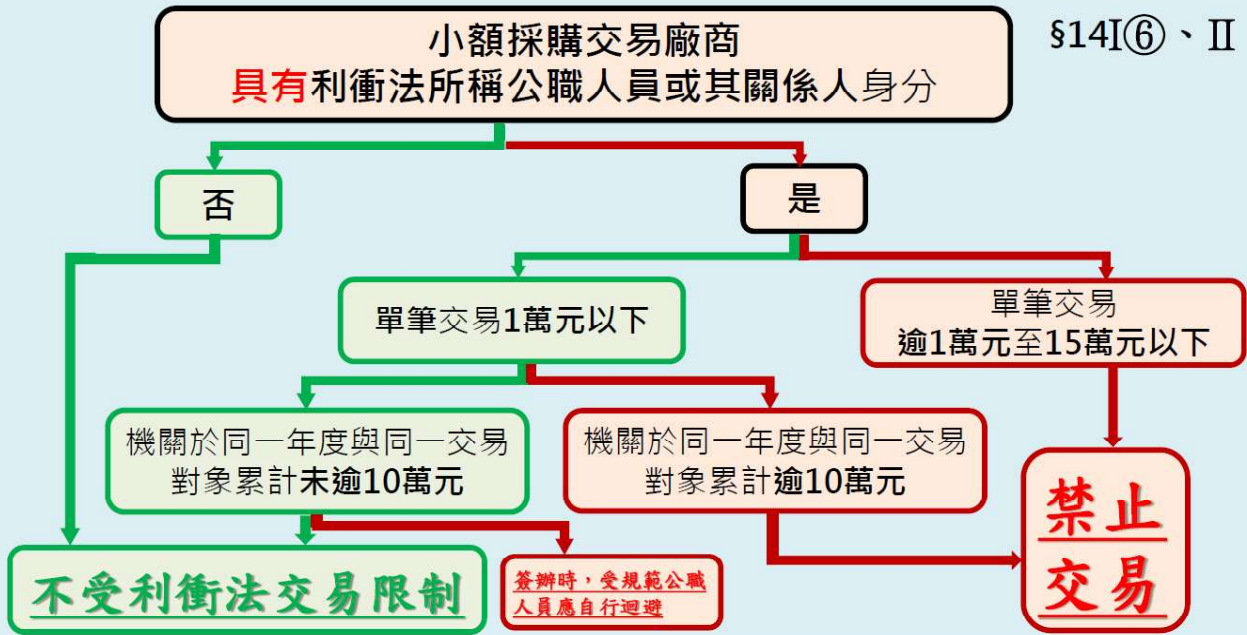 小額採購交易廠商
具有利衝法所稱公職人員或其關係人身分
§14I⑥、II
否
是
單筆交易1萬元以下
單筆交易
逾1萬元至15萬元以下
機關於同一年度與同一交易
對象累計未逾10萬元
機關於同一年度與同一交易
對象累計逾10萬元
禁止
交易
不受利衝法交易限制
簽辦時，受規範公職
人員應自行迴避